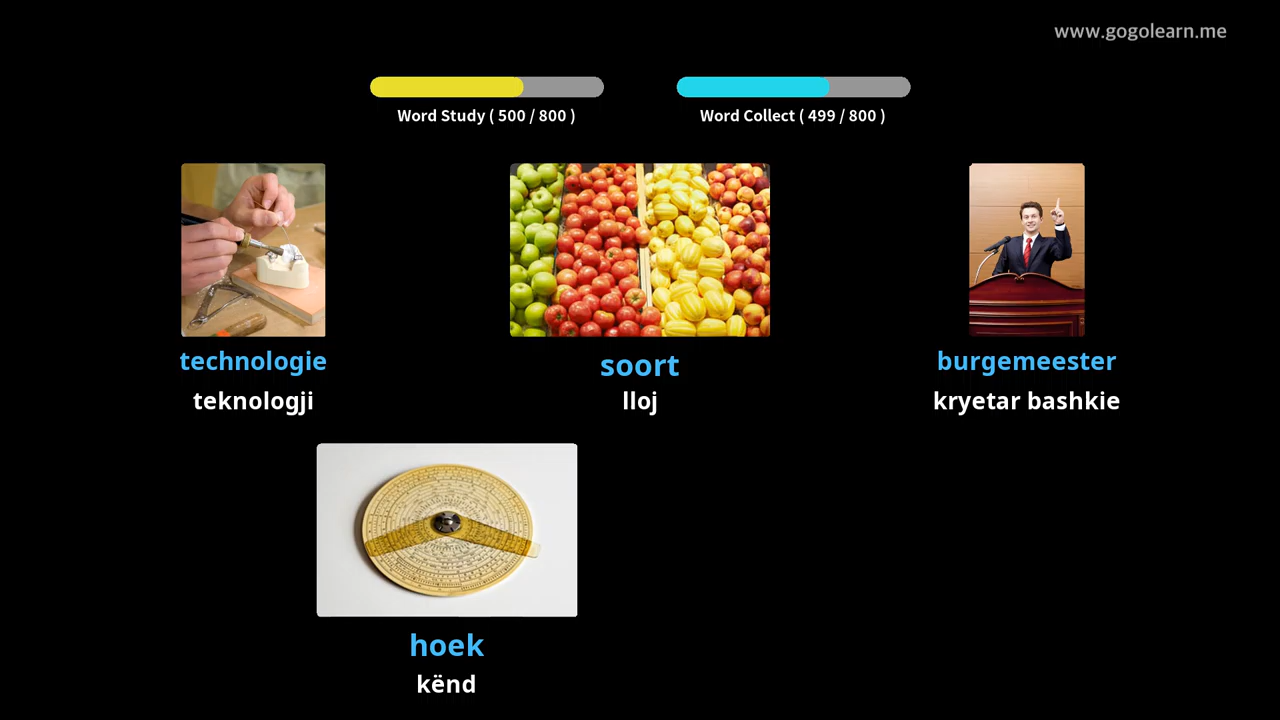 www.gogolearn.me
Word Study ( 500 / 800 )
Word Collect ( 499 / 800 )
technologie
teknologji
soort
lloj
burgemeester
kryetar bashkie
hoek
kënd